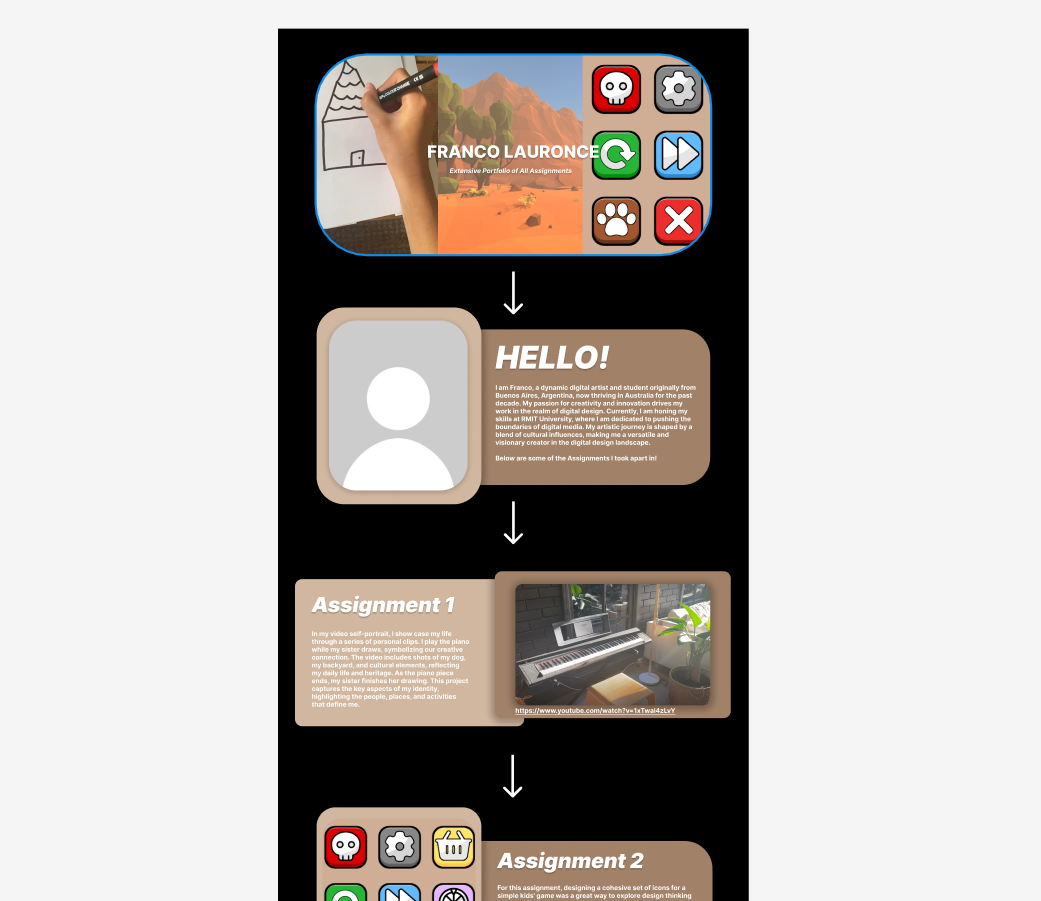 FRANCO LAURONCE
Extensive Portfolio of All Assignments
HELLO!
I am Franco, a dynamic digital artist and student originally from
Buenos Aires, Argentina, now thriving in Australia for the past
decade. My passion for creativity and innovation drives my
work in the realm of digital design. Currently, I am honing my
skills at RMIT University, where I am dedicated to pushing the
boundaries of digital media. My artistic journey is shaped by a
blend of cultural influences, making me a versatile and
visionary creator in the digital design landscape.
Below are some of the Assignments I took apart in!
Assignment 1
In my video self-portrait, I show case my life
through a series of personal clips. I play the piano
while my sister draws, symbolizing our creative
connection. The video includes shots of my dog,
my backyard, and cultural elements, reflecting
my daily life and heritage. As the piano piece
ends, my sister finishes her drawing. This project
captures the key aspects of my identity,
highlighting the people, places, and activities
that define me.
https://www.youtube.com/watch?v=1xTwai4zLvY
Assignment 2
For this assignment, designing a cohesive set of icons for a
simple kids' game was a great way to explore design thinking